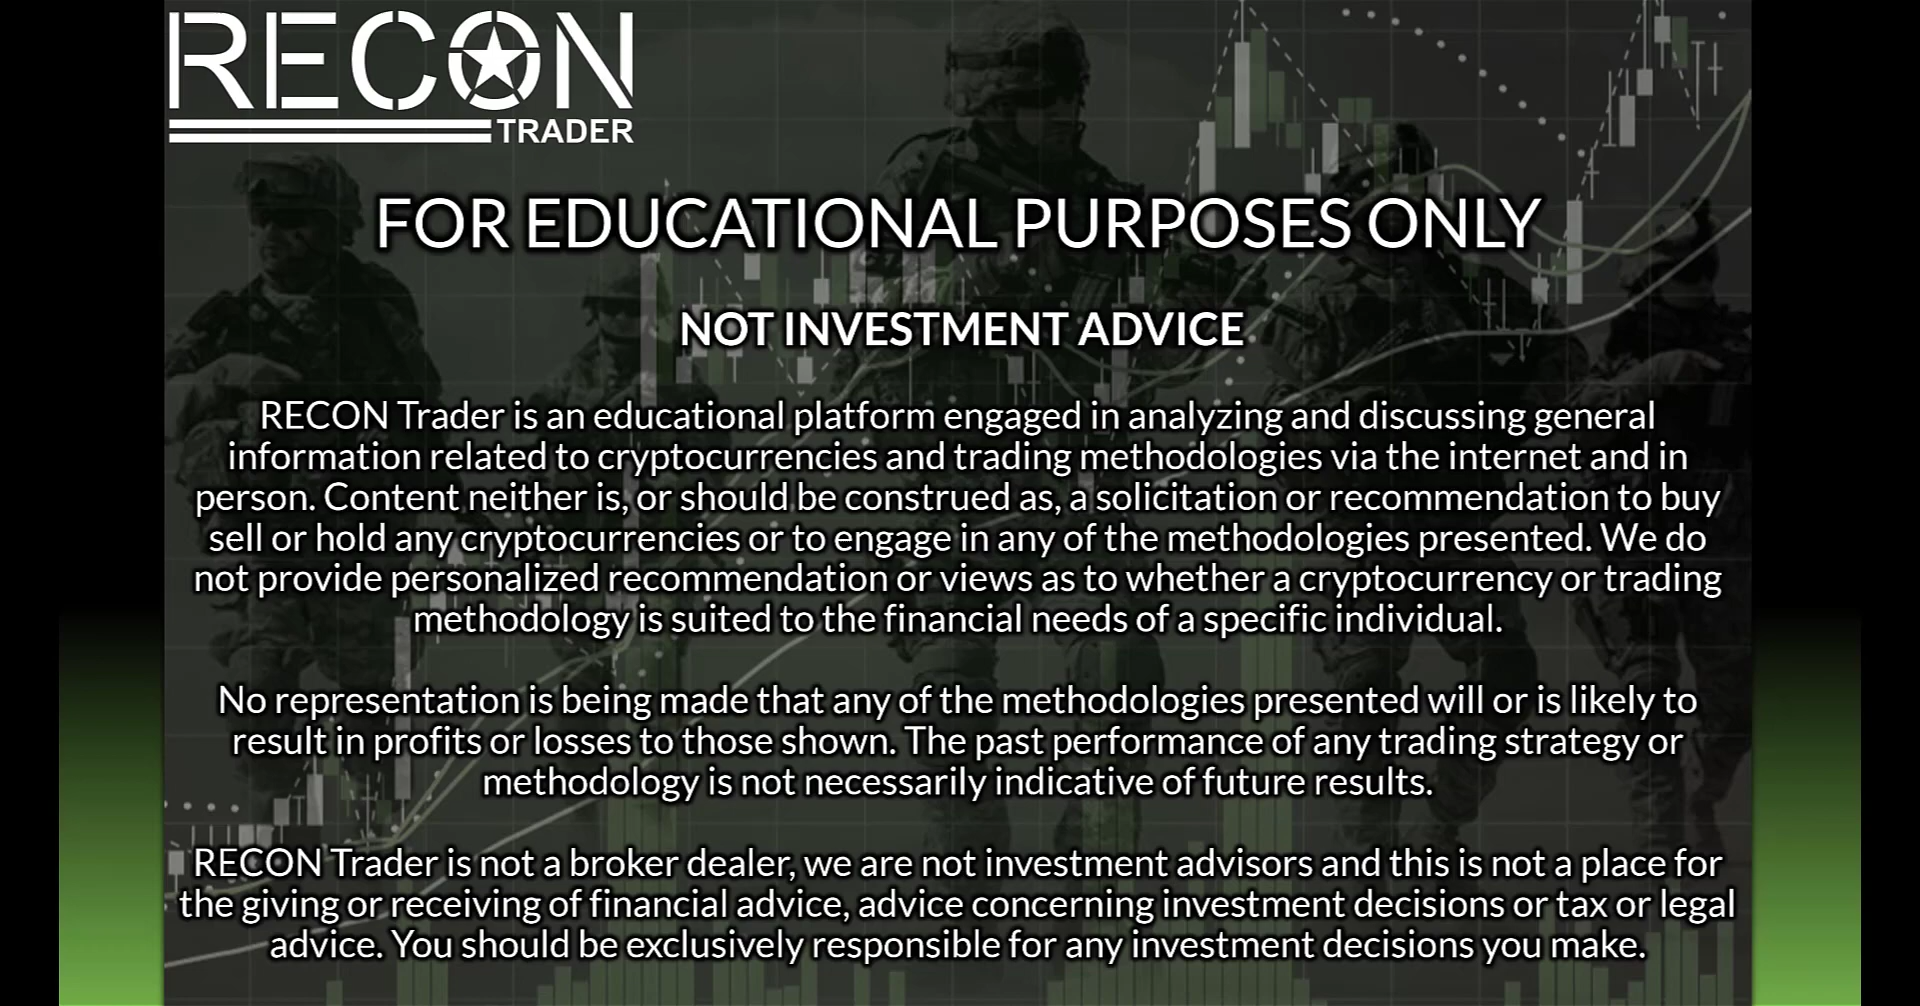 RECON
TRADER
FOR EDUCATIONAL PURPOSES ONLY
NOT INVESTMENT ADVICE
RECON Trader is an educational platform engaged in analyzing and discussing general
information related to cryptocurrencies and trading methodologies via the internet and in
person. Content neither is, or should be construed as, a solicitation or recommendation to buy
sell or hold any cryptocurrencies or to engage in any of the methodologies presented. We do
not provide personalized recommendation or views as to whether a cryptocurrency or trading
methodology is suited to the financial needs of a specific individual.
No representation is being made that any of the methodologies presented will or is likely to
result in profits or losses to those shown. The past performance of any trading strategy or
methodology is not necessarily indicative of future results.
RECON Trader is not a broker dealer, we are not investment advisors and this is not a place for
the giving or receiving of financial advice, advice concerning investment decisions or tax or legal
advice. You should be exclusively responsible for any investment decisions you make.